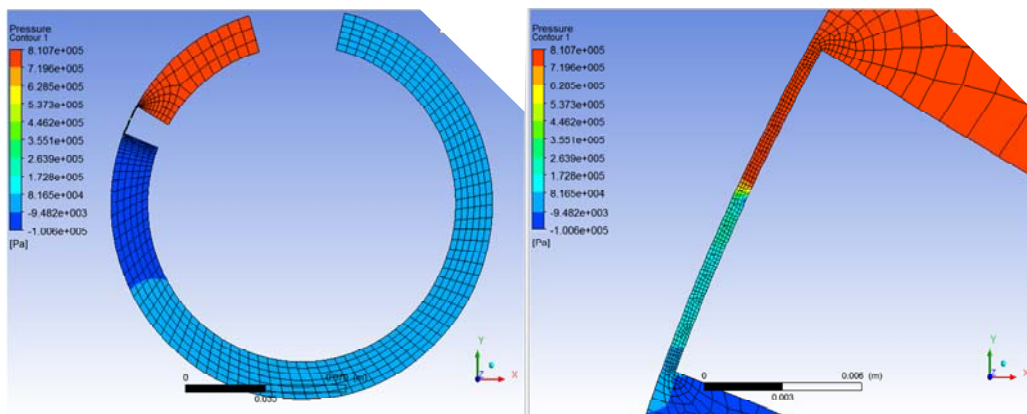 Pressure
Contour 1
8.107e+005
7.196e+005
6.285e+005
5.373e+005
4.462e+005
3.551e+005
2.639e+005
1.728e+005
8.165e+004
-9.482e+003
-1.006e+005
[Pa]
0
(m)
0.035
Y
Z
X
Pressure
Contour 1
8.107e+005
7.196e+005
6.285e+005
5.373e+005
4.462e+005
3.551e+005
2.639e+005
1.728e+005
8.165e+004
-9.482e+003
-1.006e+005
[Pa]
0
0.006 (m)
0.003
Y
Z
X